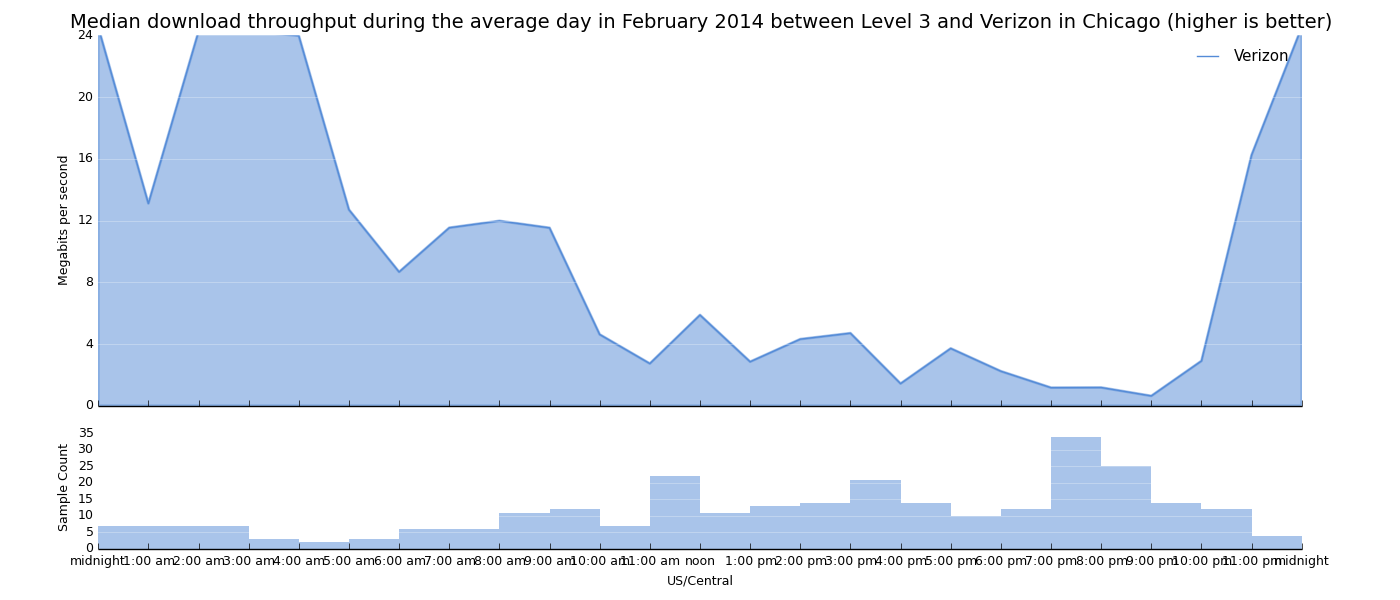 Median download throughput during the average day in February 2014 between Level 3 and Verizon in Chicago (higher is better)
24
Verizon
20
16
12
8
4
0
Megabits per second
35
30
25
20
15
10
5
0
Sample Count
midnight 1:00 am 2:00 am 3:00 am 4:00 am 5:00 am 6:00 am 7:00 am 8:00 am 9:00 am 10:00 am 11:00 am noon 1:00 pm 2:00 pm 3:00 pm 4:00 pm 5:00 pm 6:00 pm 7:00 pm 8:00 pm 9:00 pm 10:00 pm 11:00 pm midnight
US/Central